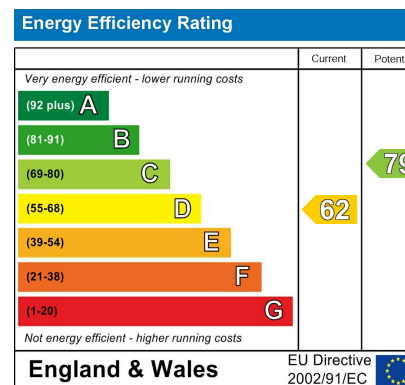 Energy Efficiency Rating
Current
Potent
Very energy efficient - lower running costs
(92 plus) A
(81-91) B
(69-80) C
79
(55-68) D
62
(39-54) E
(21-38) F
(1-20) G
Not energy efficient - higher running costs
England & Wales
EU Directive
2002/91/EC